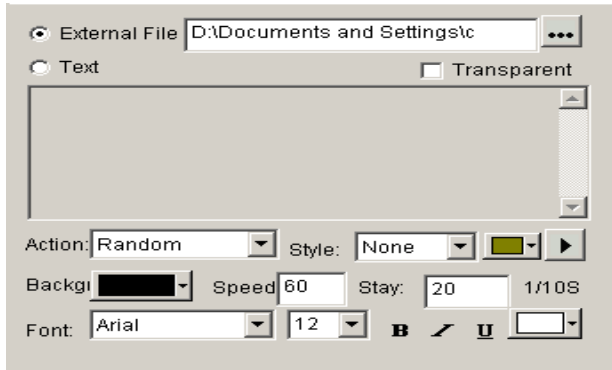 External File D:\Documents and Settings\c •••
Text Transparent
Action: Random Style: None
Backgı Speed 60 Stay: 20 1/10S
Font: Arial 12 B I U